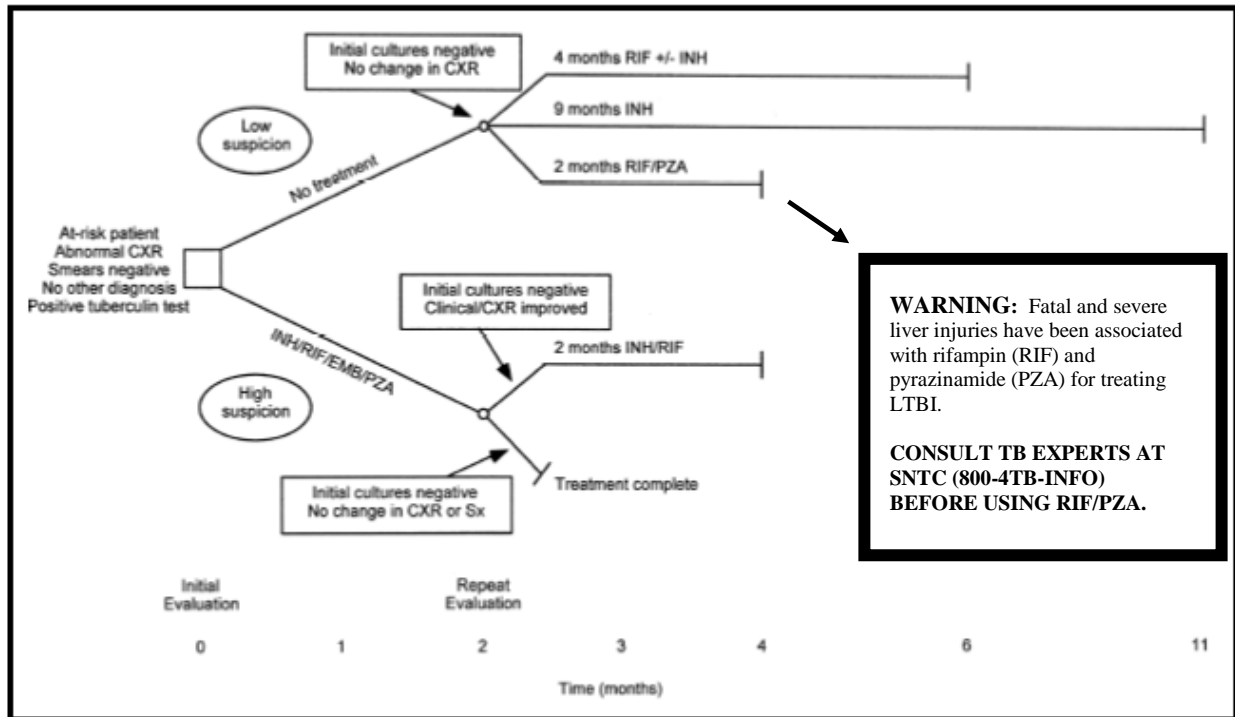 Initial cultures negative
No change in CXR
4 months RIF +/- INH
9 months INH
2 months RIF/PZA
Low
suspicion
No treatment
At-risk patient
Abnormal CXR
Smears negative
No other diagnosis
Positive tuberculin test
Initial cultures negative
Clinical/CXR improved
INH/RIF/EMB/PZA
2 months INH/RIF
High
suspicion
Initial cultures negative
No change in CXR or Sx
Treatment complete
WARNING: Fatal and severe
liver injuries have been associated
with rifampin (RIF) and
pyrazinamide (PZA) for treating
LTBI.
CONSULT TB EXPERTS AT
SNTC (800-4TB-INFO)
BEFORE USING RIF/PZA.
Initial
Evaluation
Repeat
Evaluation
0 1 2 3 4 6 11
Time (months)